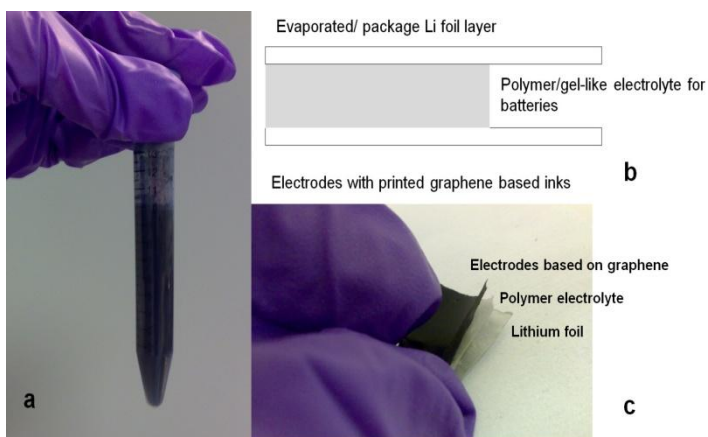 Evaporated/ package Li foil layer
Polymer/gel-like electrolyte for
batteries
b
Electrodes with printed graphene based inks
Electrodes based on graphene
Polymer electrolyte
Lithium foil
a
c